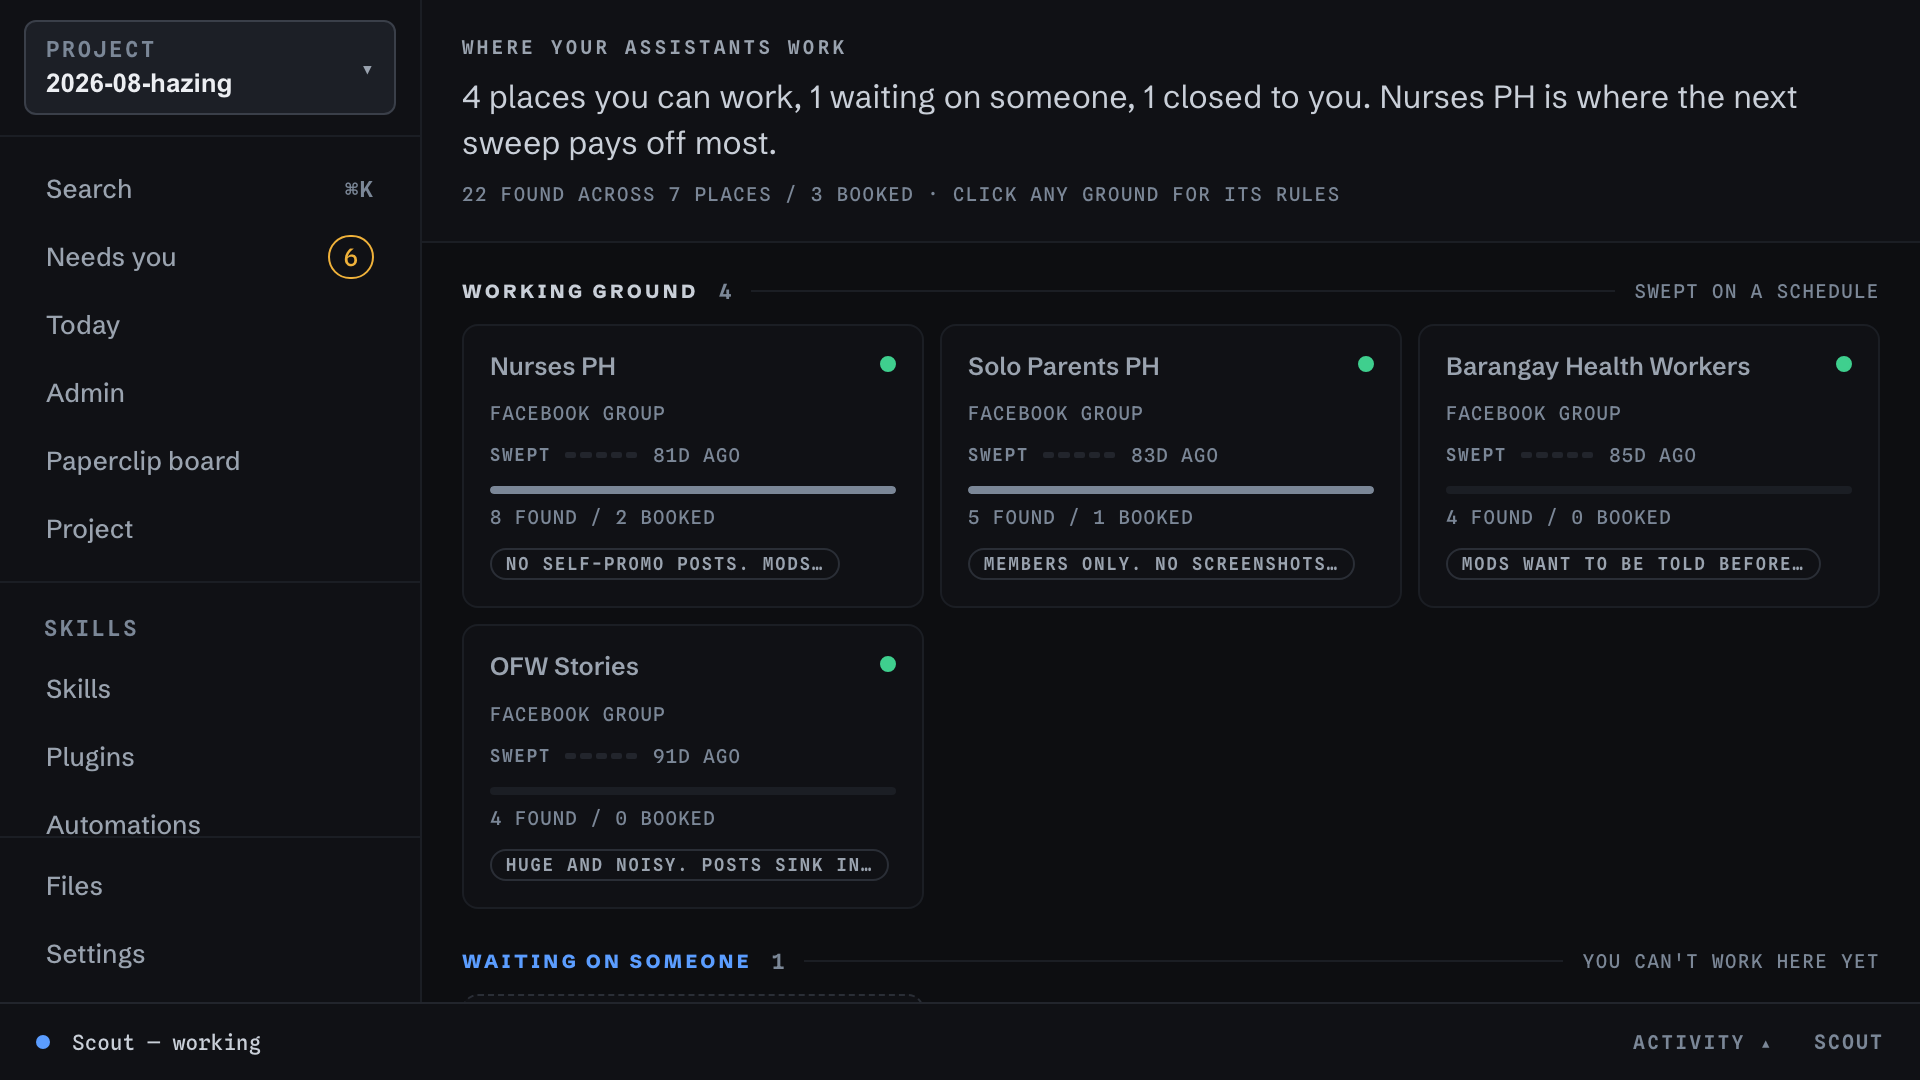 PROJECT
2026-08-hazing
▼
Search ⌘K
Needs you 6
Today
Admin
Paperclip board
Project
SKILLS
Skills
Plugins
Automations
Files
Settings
WHERE YOUR ASSISTANTS WORK
4 places you can work, 1 waiting on someone, 1 closed to you. Nurses PH is where the next
sweep pays off most.
22 FOUND ACROSS 7 PLACES / 3 BOOKED · CLICK ANY GROUND FOR ITS RULES
WORKING GROUND 4 SWEPT ON A SCHEDULE
Nurses PH
FACEBOOK GROUP
SWEPT 81D AGO
8 FOUND / 2 BOOKED
NO SELF-PROMO POSTS. MODS…
Solo Parents PH
FACEBOOK GROUP
SWEPT 83D AGO
5 FOUND / 1 BOOKED
MEMBERS ONLY. NO SCREENSHOTS…
Barangay Health Workers
FACEBOOK GROUP
SWEPT 85D AGO
4 FOUND / 0 BOOKED
MODS WANT TO BE TOLD BEFORE…
OFW Stories
FACEBOOK GROUP
SWEPT 91D AGO
4 FOUND / 0 BOOKED
HUGE AND NOISY. POSTS SINK IN…
WAITING ON SOMEONE 1 YOU CAN'T WORK HERE YET
Scout — working
ACTIVITY ▲ SCOUT